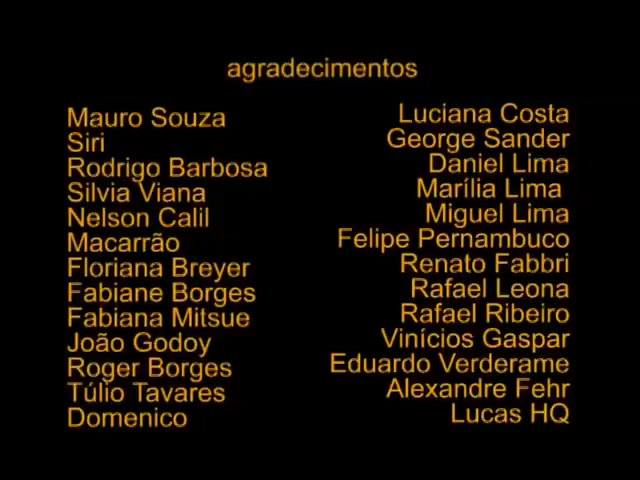 agradecimentos
Mauro Souza
Siri
Rodrigo Barbosa
Silvia Viana
Nelson Calil
Macarrão
Floriana Breyer
Fabiane Borges
Fabiana Mitsue
João Godoy
Roger Borges
Túlio Tavares
Domenico
Luciana Costa
George Sander
Daniel Lima
Marília Lima
Miguel Lima
Felipe Pernambuco
Renato Fabbri
Rafael Leona
Rafael Ribeiro
Vinícios Gaspar
Eduardo Verderame
Alexandre Fehr
Lucas HQ